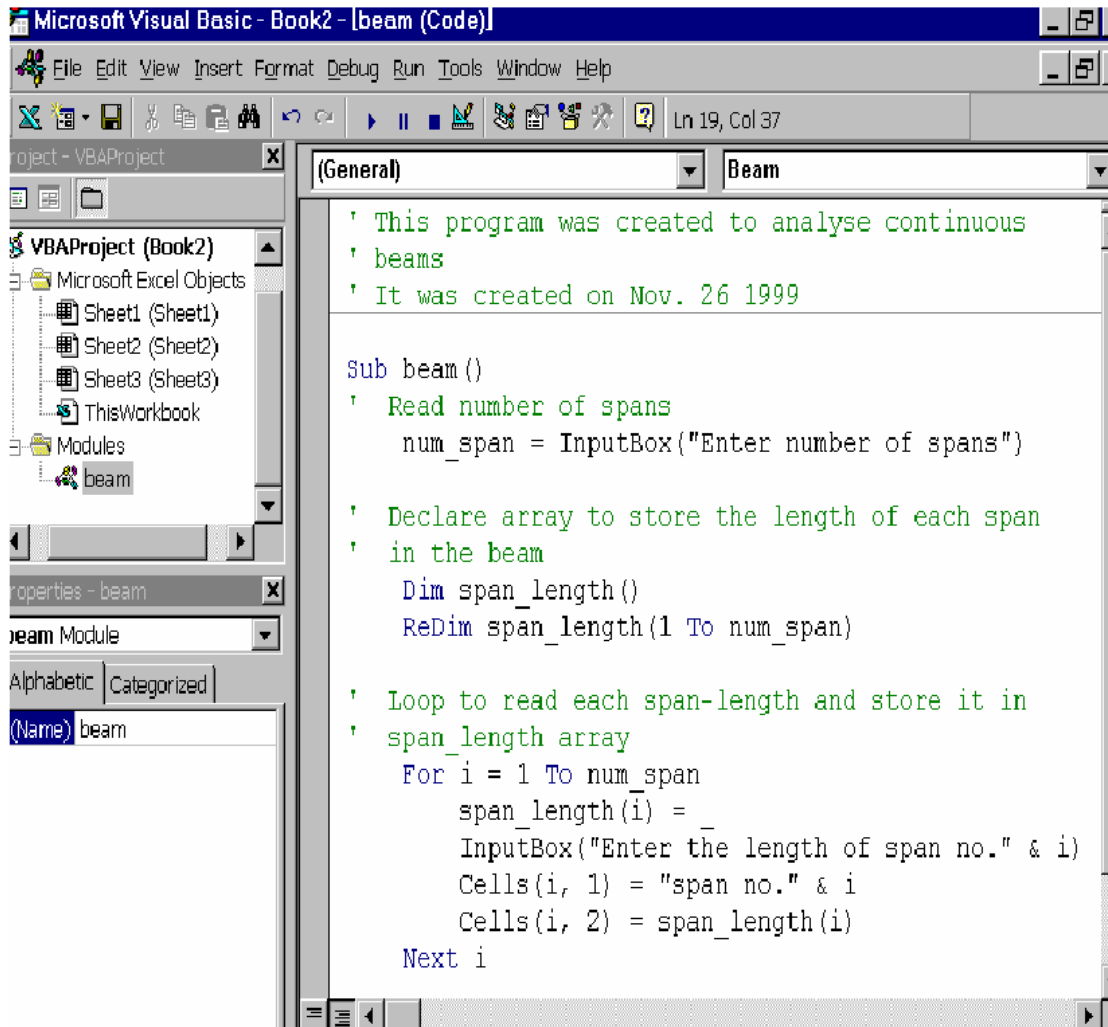 Microsoft Visual Basic - Book2 - [beam (Code)]
File Edit View Insert Format Debug Run Tools Window Help
Ln 19, Col 37
roject - VBAProject
(General)
Beam
VBAProject (Book2)
Microsoft Excel Objects
Sheet1 (Sheet1)
Sheet2 (Sheet2)
Sheet3 (Sheet3)
ThisWorkbook
Modules
beam
roperties - beam
beam Module
Alphabetic Categorized
(Name) beam
' This program was created to analyse continuous
' beams
' It was created on Nov. 26 1999
Sub beam()
' Read number of spans
num_span = InputBox("Enter number of spans")
' Declare array to store the length of each span
' in the beam
Dim span_length()
ReDim span_length(1 To num_span)
' Loop to read each span-length and store it in
' span_length array
For i = 1 To num_span
span_length(i) = _
InputBox("Enter the length of span no." & i)
Cells(i, 1) = "span no." & i
Cells(i, 2) = span_length(i)
Next i